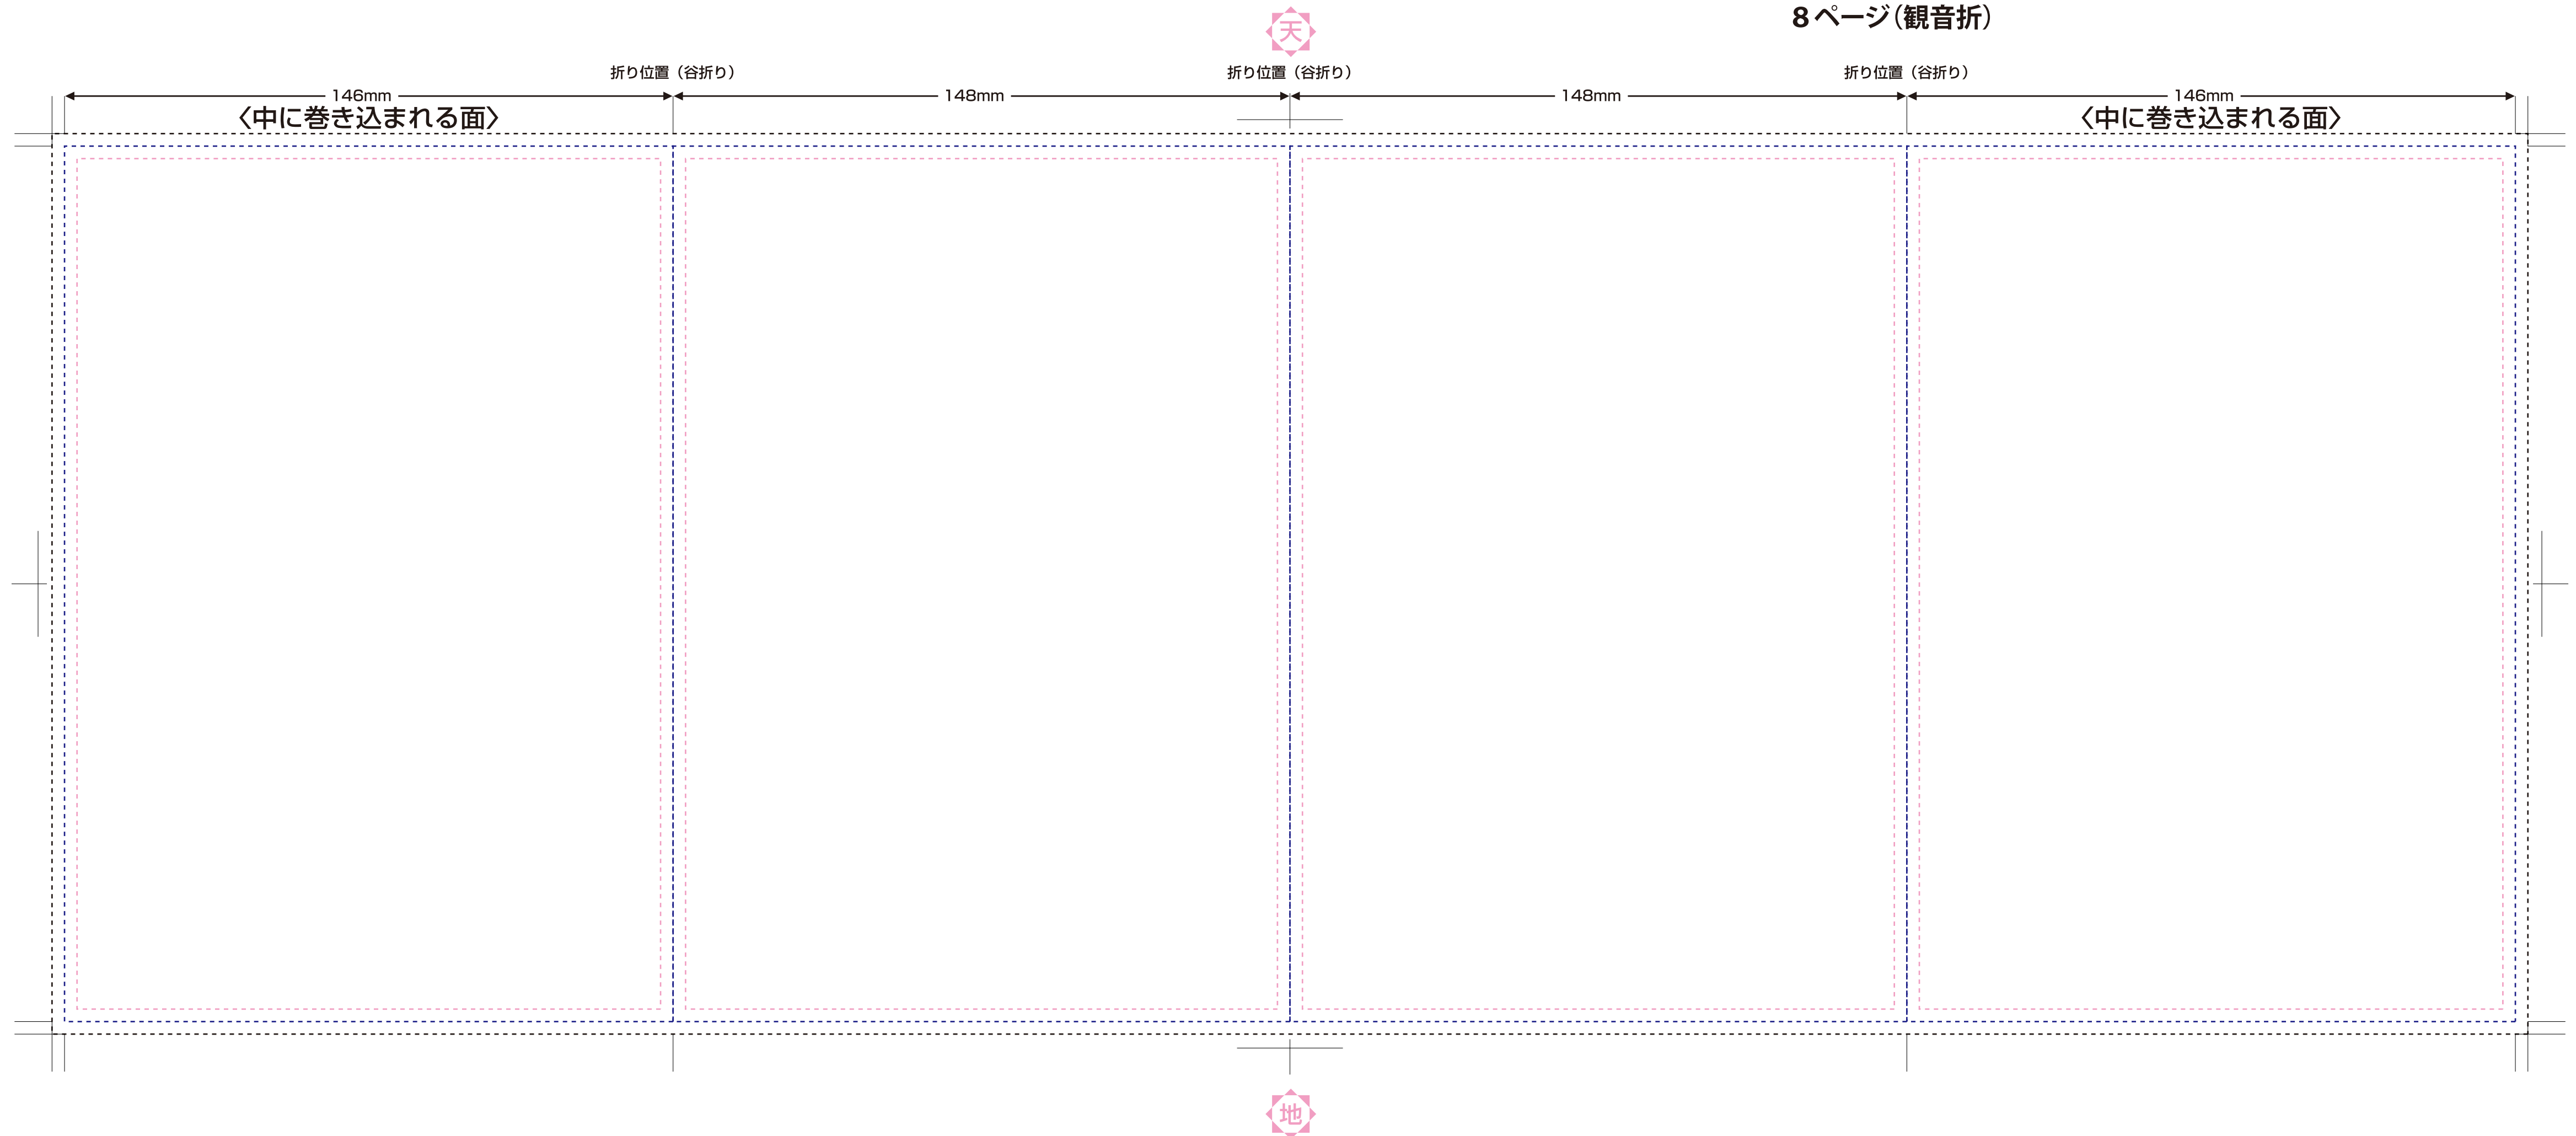 8ページ（観音折）
天
折り位置（谷折り）
折り位置（谷折り）
折り位置（谷折り）
146mm
148mm
148mm
146mm
〈中に巻き込まれる面〉
〈中に巻き込まれる面〉
地